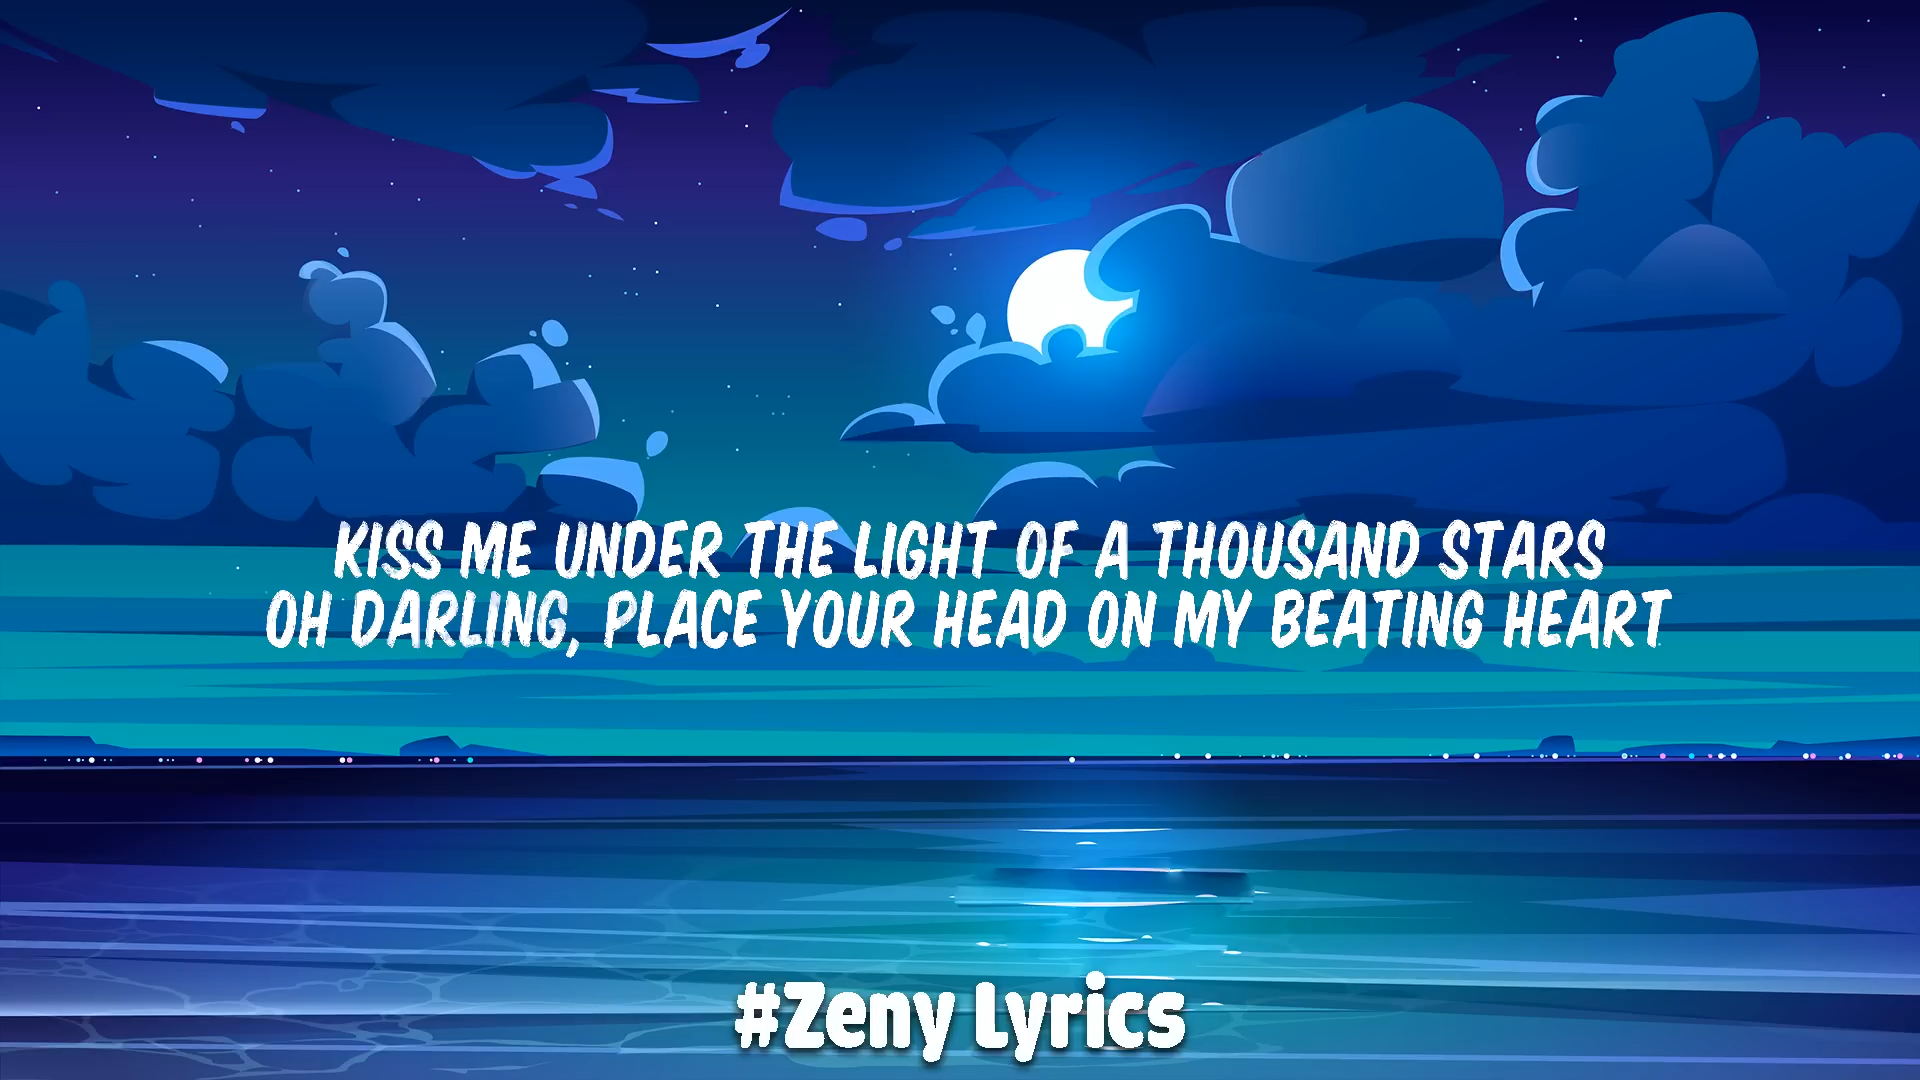 KISS ME UNDER THE LIGHT OF A THOUSAND STARS
OH DARLING, PLACE YOUR HEAD ON MY BEATING HEART
#Zeny Lyrics